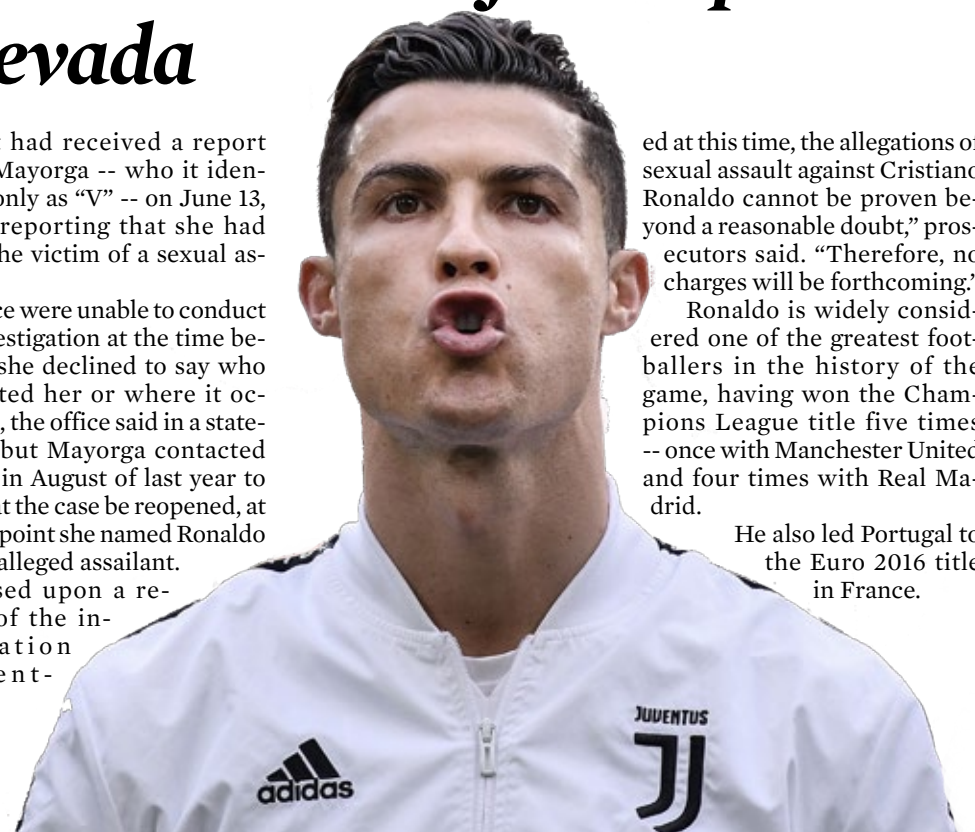 evada
had received a report
Mayorga -- who it iden-
only as “V” -- on June 13,
reporting that she had
he victim of a sexual as-
ce were unable to conduct
estigation at the time be-
she declined to say who
ted her or where it oc-
, the office said in a state-
but Mayorga contacted
in August of last year to
at the case be reopened, at
point she named Ronaldo
alleged assailant.
sed upon a re-
of the in-
ation
ent-
ed at this time, the allegations of
sexual assault against Cristiano
Ronaldo cannot be proven be-
yond a reasonable doubt,” pros-
ecutors said. “Therefore, no
charges will be forthcoming.”
Ronaldo is widely consid-
ered one of the greatest foot-
ballers in the history of the
game, having won the Cham-
pions League title five times
-- once with Manchester United
and four times with Real Ma-
drid.
He also led Portugal to
the Euro 2016 title
in France.
JUVENTUS
adidas